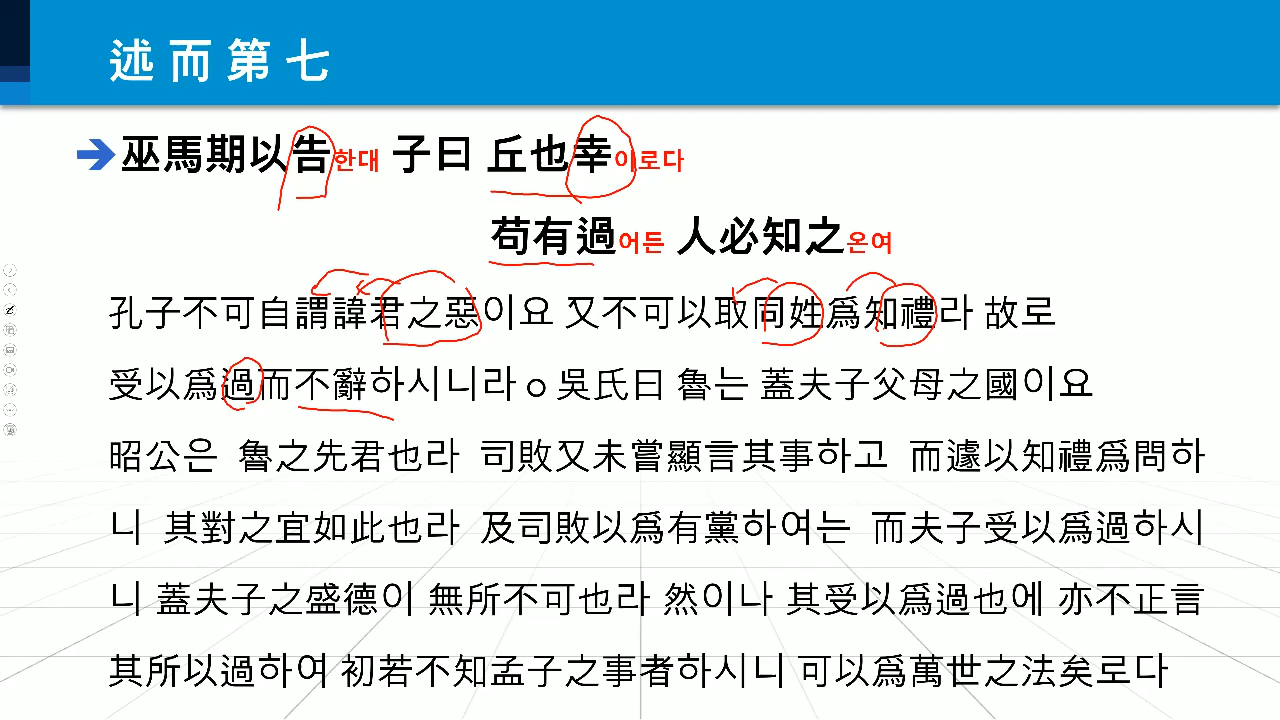 述而第七
巫馬期以告한대 子曰 丘也幸이로다
苟有過어든 人必知之온여
孔子不可自謂諱君之惡이요 又不可以取同姓爲知禮라 故로
受以爲過而不辭하시니라ㅇ吳氏曰 魯는 蓋夫子父母之國이요
昭公은 魯之先君也라 司敗又未嘗顯言其事하고 而遽以知禮爲問하
니 其對之宜如此也라 及司敗以爲有黨하여는 而夫子受以爲過하시
니 蓋夫子之盛德이 無所不可也라 然이나 其受以爲過也에 亦不正言
其所以過하여 初若不知孟子之事者하시니 可以爲萬世之法矣로다